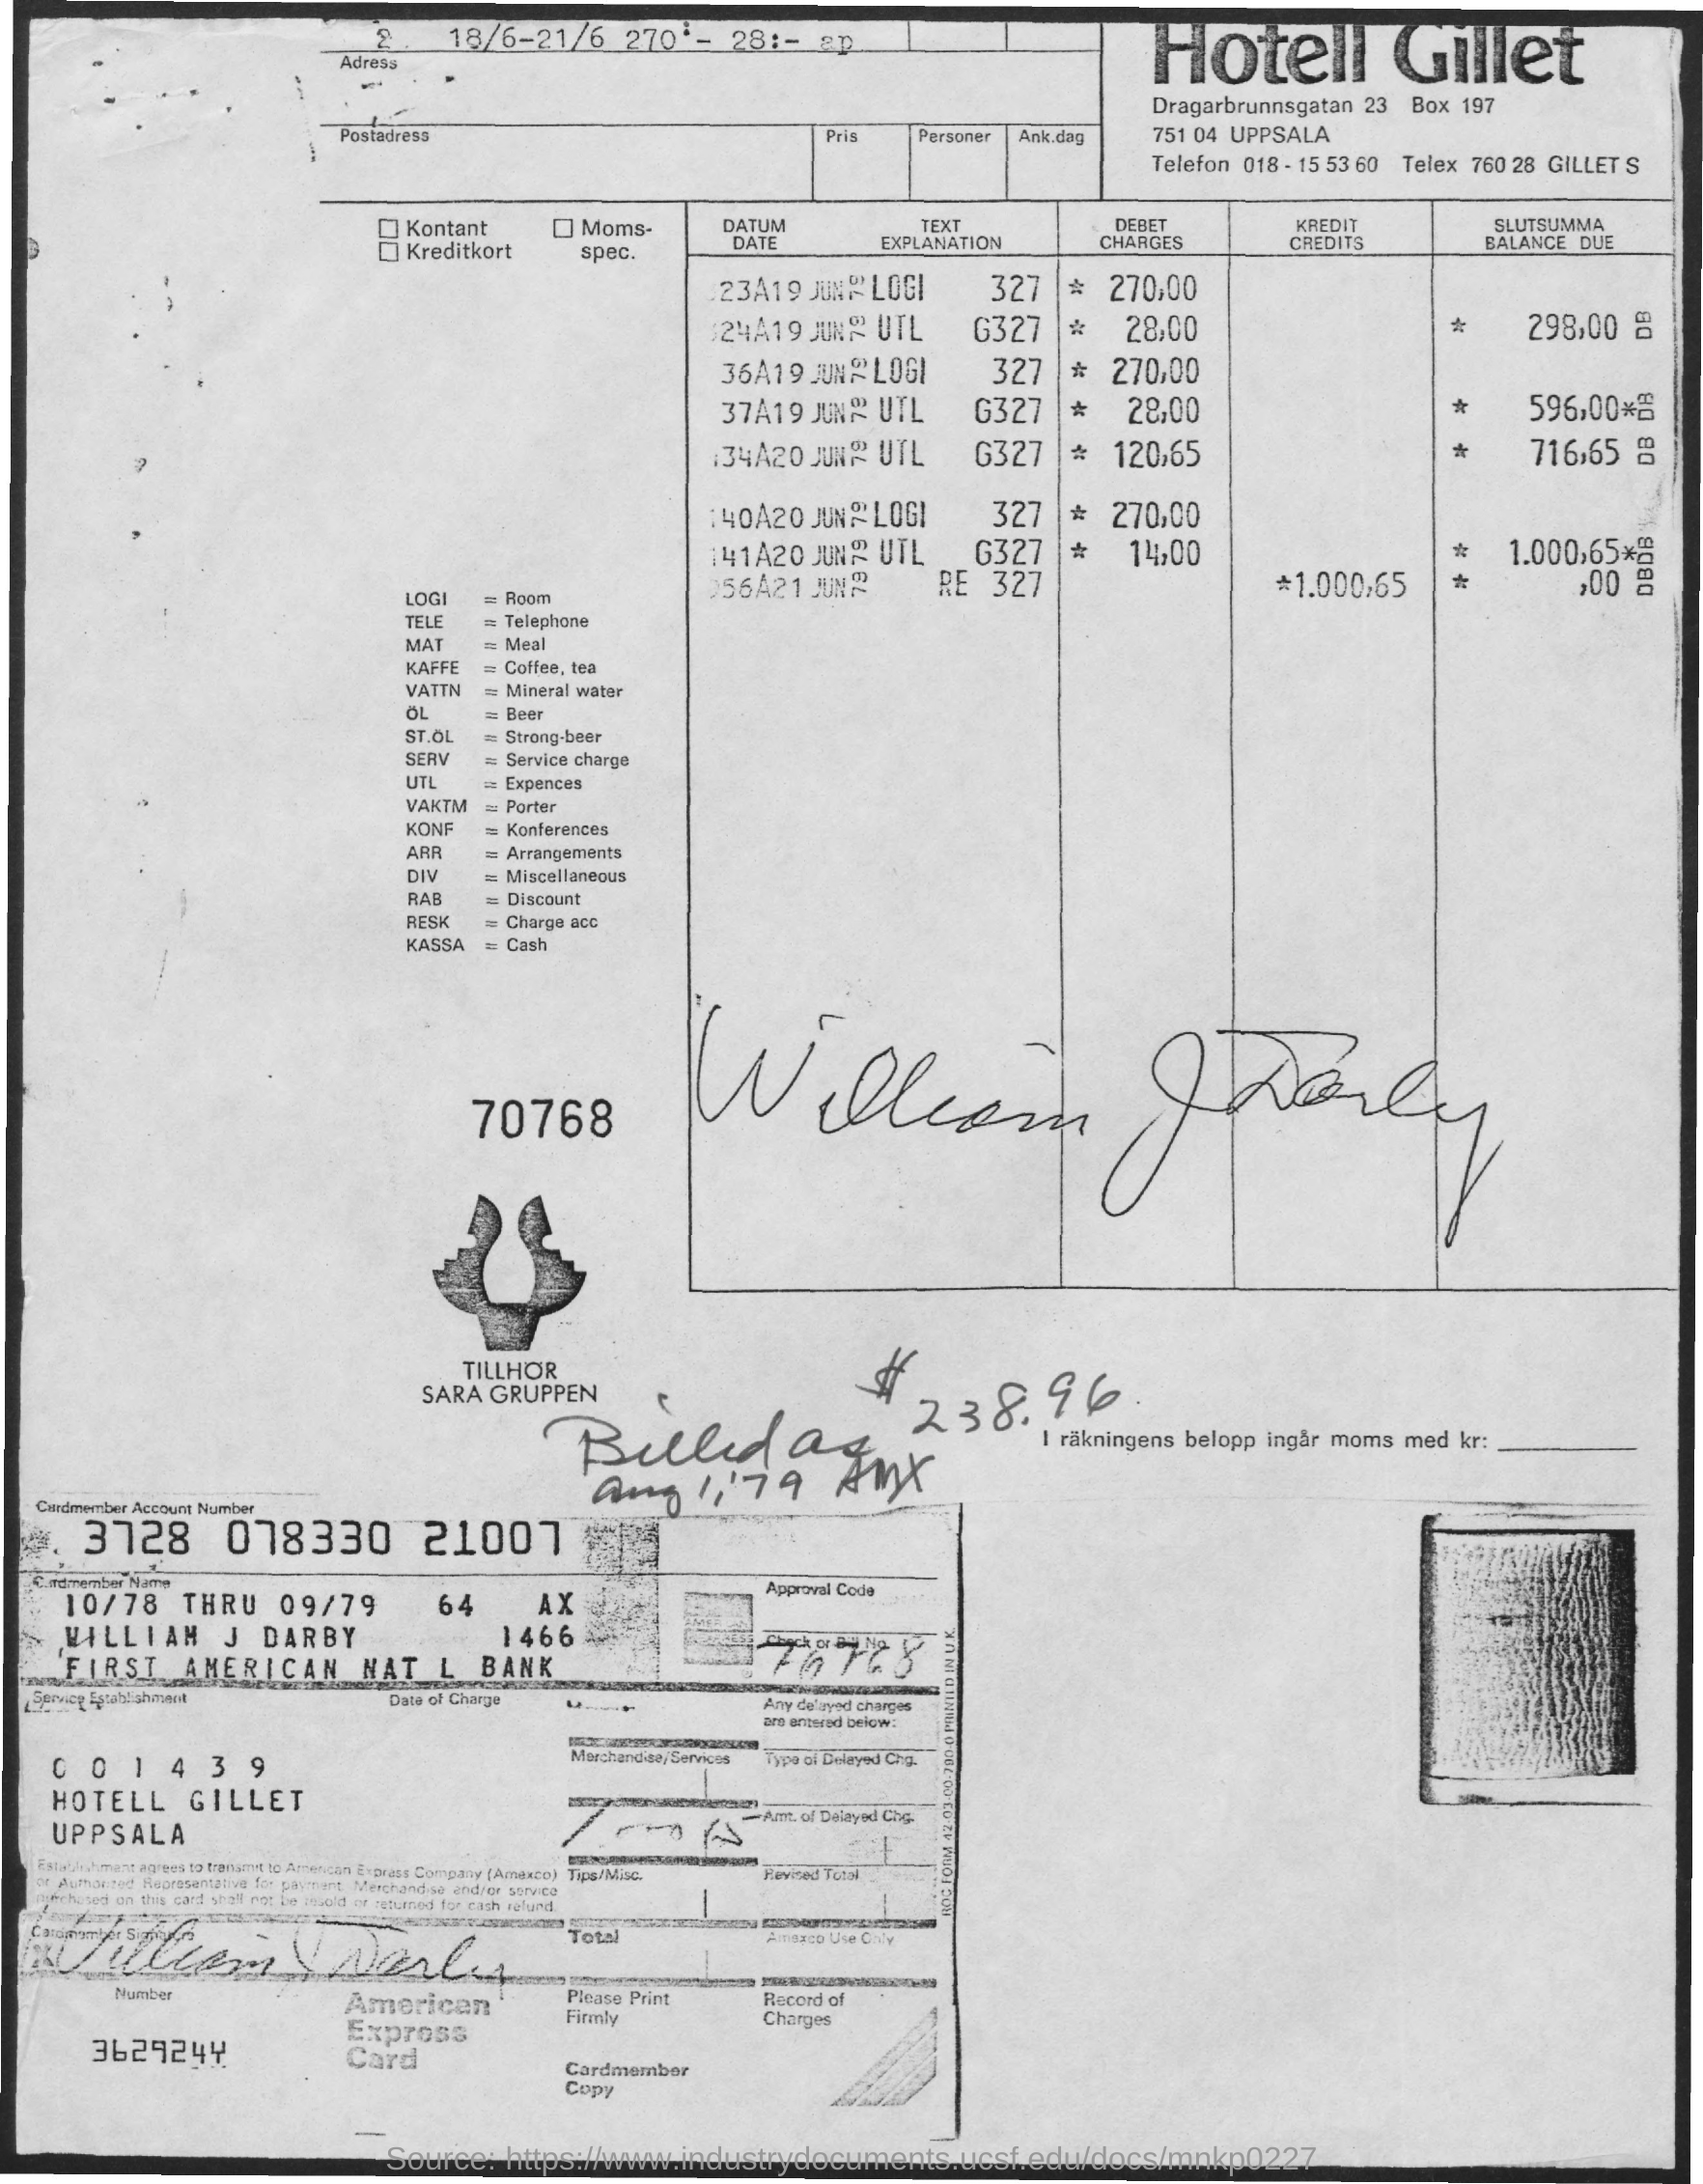 2 18/6-21/6 270:- 28:- ap
Adress
Postadress Pris Personer Ank.dag
Hotell Gillet
Dragarbrunnsgatan 23 Box 197
751 04 UPPSALA
Telefon 018 - 15 53 60 Telex 760 28 GILLET S
☐ Kontant ☐ Moms-
☐ Kreditkort spec.
DATUM TEXT DEBET KREDIT SLUTSUMMA
DATE EXPLANATION CHARGES CREDITS BALANCE DUE
23A19 JUN 79 LOGI 327 * 270,00
24A19 JUN 79 UTL G327 * 28,00 * 298,00 DB
36A19 JUN 79 LOGI 327 * 270,00
37A19 JUN 79 UTL G327 * 28,00 * 596,00*DB
34A20 JUN 79 UTL G327 * 120,65 * 716,65 DB
40A20 JUN 79 LOGI 327 * 270,00
141A20 JUN 79 UTL G327 * 14,00 * 1.000,65*DB
56A21 JUN 79 RE 327 *1.000,65 * ,00 DB
LOGI = Room
TELE = Telephone
MAT = Meal
KAFFE = Coffee, tea
VATTN = Mineral water
ÖL = Beer
ST.ÖL = Strong-beer
SERV = Service charge
UTL = Expences
VAKTM = Porter
KONF = Konferences
ARR = Arrangements
DIV = Miscellaneous
RAB = Discount
RESK = Charge acc
KASSA = Cash
William J Darby
70768
TILLHÖR
SARA GRUPPEN
$ 238.96
Billed as
Aug 1, '79 AMX
I räkningens belopp ingår moms med kr:
Cardmember Account Number
3728 078330 21007
Cardmember Name
10/78 THRU 09/79 64 AX
WILLIAM J DARBY 1466
FIRST AMERICAN NAT L BANK
Approval Code
Check or Bill No.
Service Establishment Date of Charge
Any delayed charges
are entered below:
Merchandise/Services Type of Delayed Chg.
001439
HOTELL GILLET
UPPSALA
Amt. of Delayed Chg.
Establishment agrees to transmit to American Express Company (Amexco)
or Authorized Representative for payment. Merchandise and/or service
purchased on this card shall not be resold or returned for cash refund.
Tips/Misc. Revised Total
Cardmember Signature
William J Darby
Total Amexco Use Only
Number
3629244
American
Express
Card
Please Print
Firmly
Record of
Charges
Cardmember
Copy
ROC FORM 42-03-00-790-0 PRINTED IN U.K.
Source: https://www.industrydocuments.ucsf.edu/docs/mnkp0227